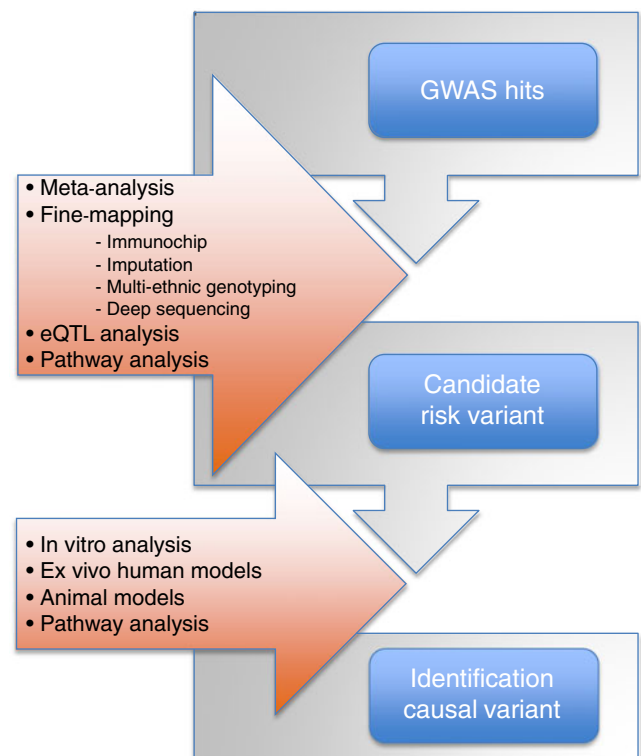 GWAS hits
• Meta-analysis
• Fine-mapping
- Immunochip
- Imputation
- Multi-ethnic genotyping
- Deep sequencing
• eQTL analysis
• Pathway analysis
Candidate
risk variant
• In vitro analysis
• Ex vivo human models
• Animal models
• Pathway analysis
Identification
causal variant